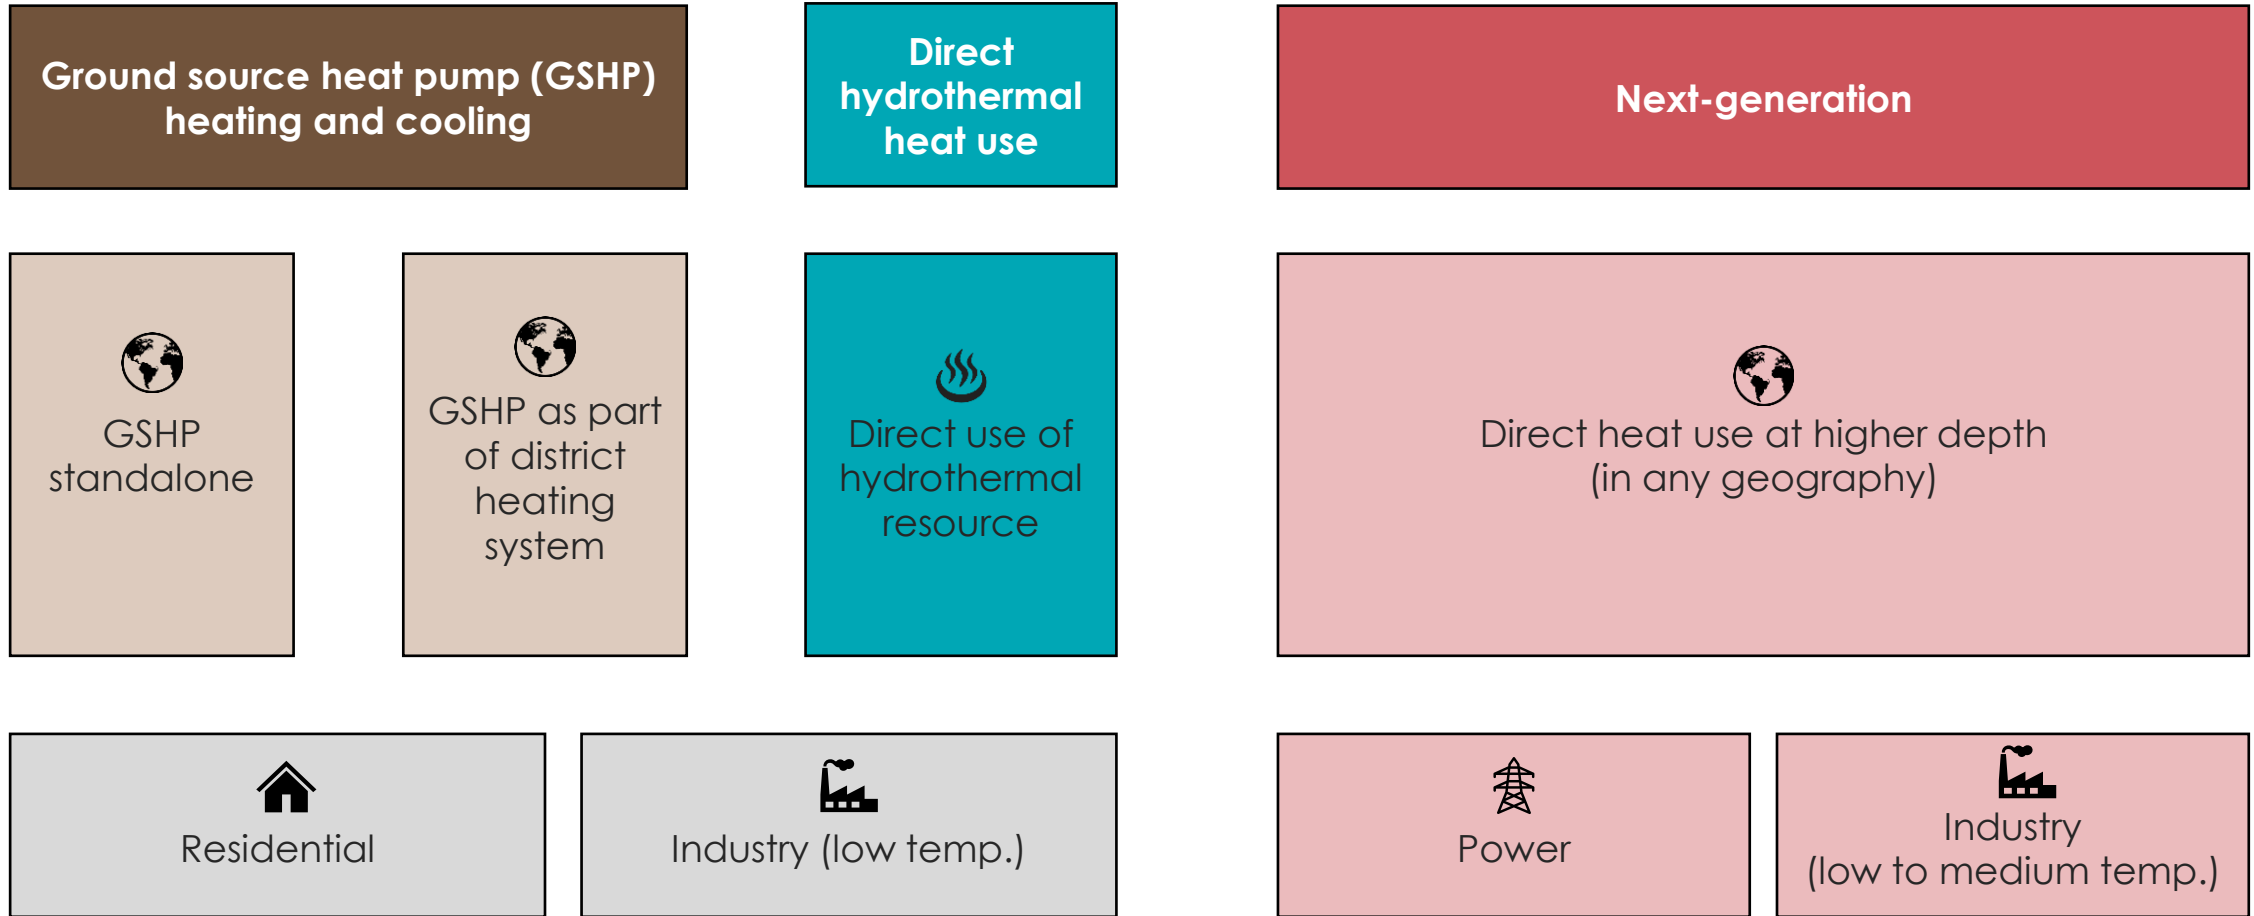 Ground source heat pump (GSHP)
heating and cooling
Direct
hydrothermal
heat use
Next-generation
GSHP
standalone
GSHP as part
of district
heating
system
Direct use of
hydrothermal
resource
Direct heat use at higher depth
(in any geography)
Residential
Industry (low temp.)
Power
Industry
(low to medium temp.)